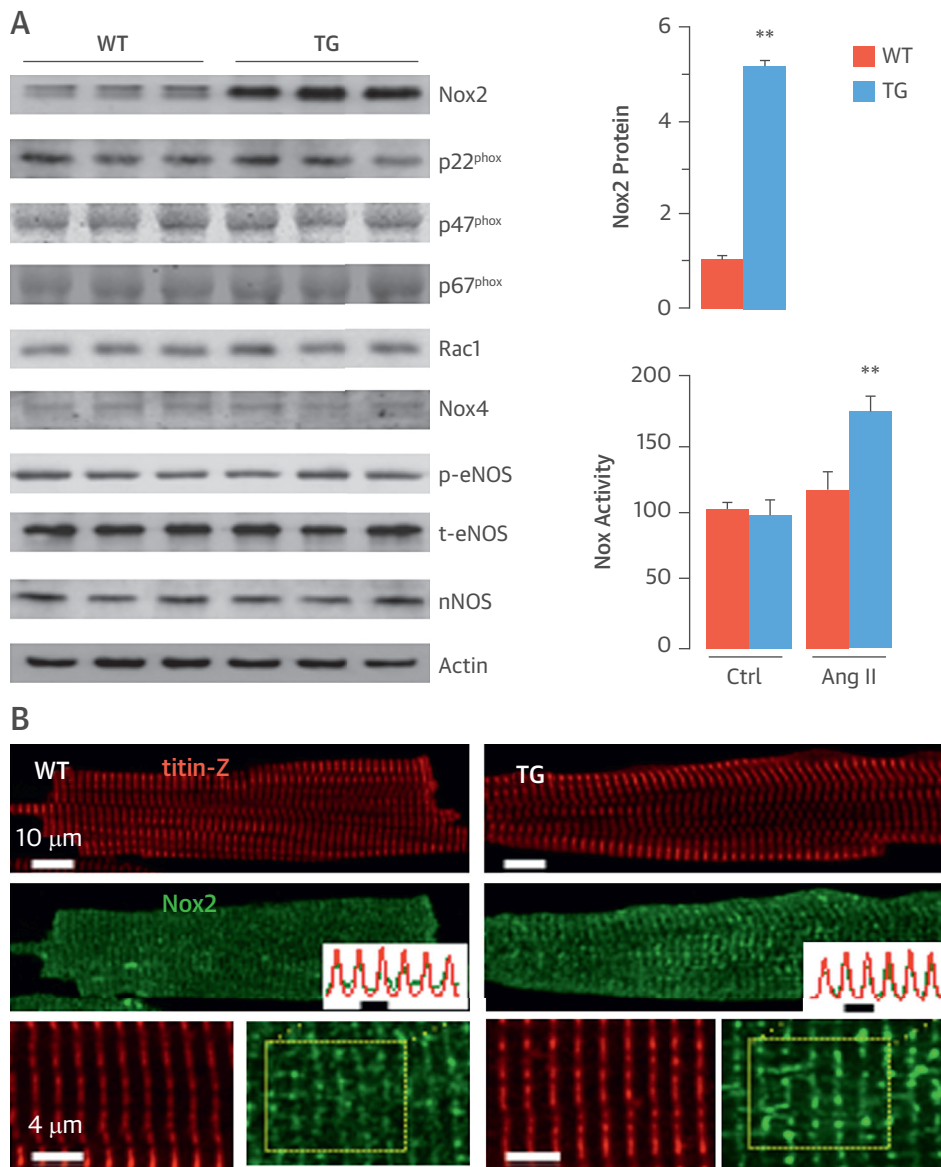 A
WT TG
Nox2
p22phox
p47phox
p67phox
Rac1
Nox4
p-eNOS
t-eNOS
nNOS
Actin
6
4
2
0
Nox2 Protein
**
WT
TG
200
150
100
50
0
Nox Activity
**
Ctrl Ang II
B
WT titin-Z TG
10 μm
Nox2
4 μm